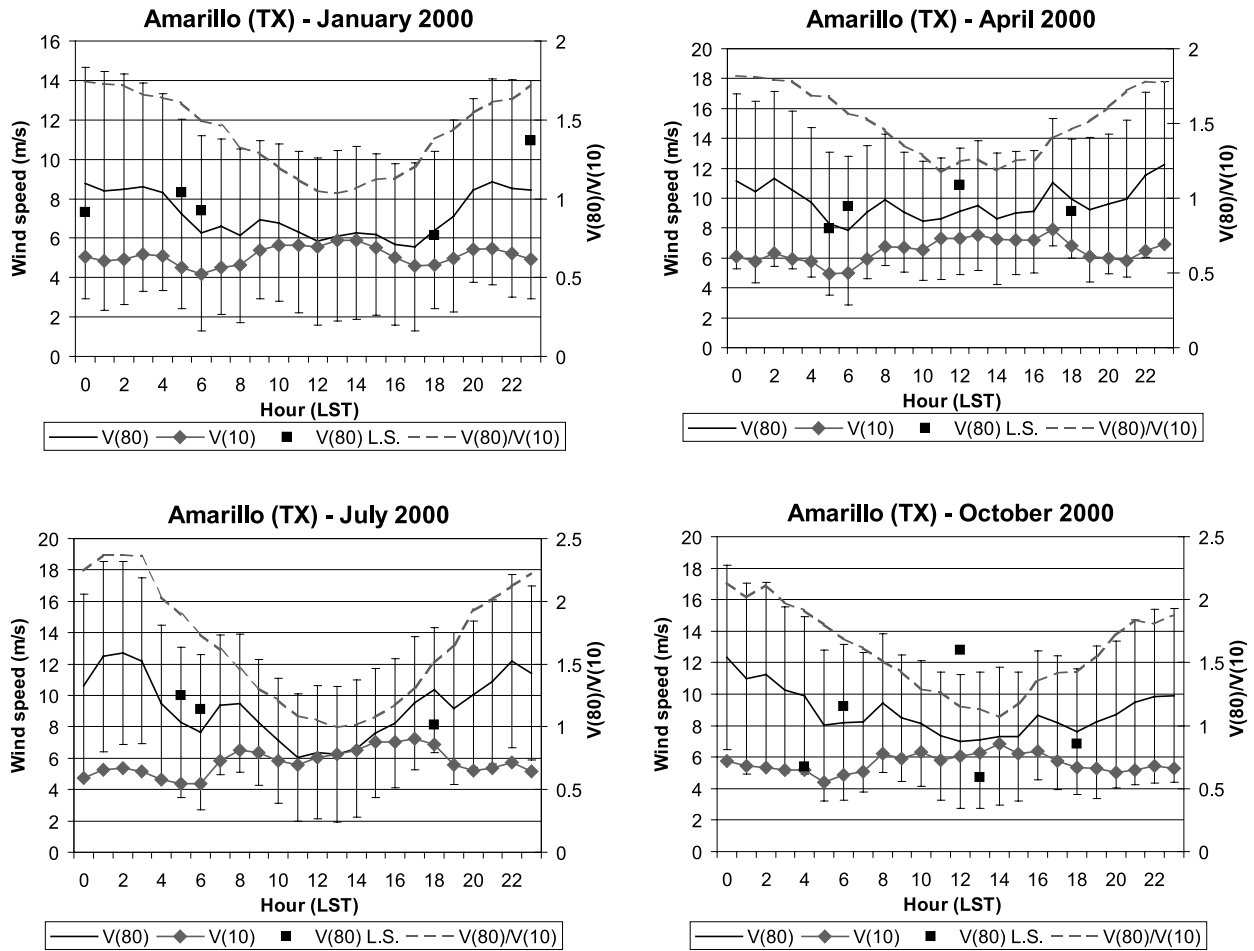 Amarillo (TX) - January 2000
16
14
12
10
8
6
4
2
0
Wind speed (m/s)
2
1.5
1
0.5
0
V(80)/V(10)
0 2 4 6 8 10 12 14 16 18 20 22
Hour (LST)
V(80) V(10) V(80) L.S. V(80)/V(10)
Amarillo (TX) - April 2000
20
18
16
14
12
10
8
6
4
2
0
Wind speed (m/s)
2
1.5
1
0.5
0
V(80)/V(10)
0 2 4 6 8 10 12 14 16 18 20 22
Hour (LST)
V(80) V(10) V(80) L.S. V(80)/V(10)
Amarillo (TX) - July 2000
20
18
16
14
12
10
8
6
4
2
0
Wind speed (m/s)
2.5
2
1.5
1
0.5
0
V(80)/V(10)
0 2 4 6 8 10 12 14 16 18 20 22
Hour (LST)
V(80) V(10) V(80) L.S. V(80)/V(10)
Amarillo (TX) - October 2000
20
18
16
14
12
10
8
6
4
2
0
Wind speed (m/s)
2.5
2
1.5
1
0.5
0
V(80)/V(10)
0 2 4 6 8 10 12 14 16 18 20 22
Hour (LST)
V(80) V(10) V(80) L.S. V(80)/V(10)